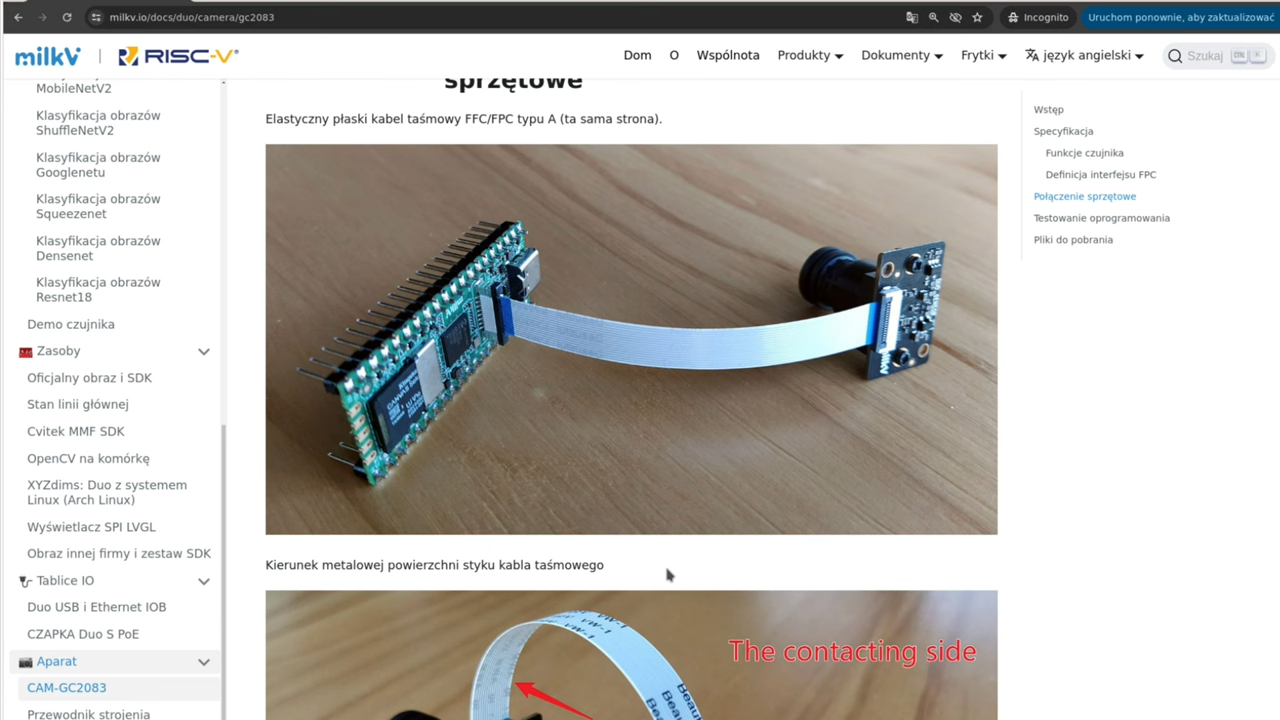 milkv.io/docs/duo/camera/gc2083
Incognito
Uruchom ponownie, aby zaktualizować
milkV
RISC-V
Dom
O
Wspólnota
Produkty
Dokumenty
Frytki
język angielski
Szukaj
MobileNetV2
Klasyfikacja obrazów
ShuffleNetV2
Klasyfikacja obrazów
Googlenetu
Klasyfikacja obrazów
Squeezenet
Klasyfikacja obrazów
Densenet
Klasyfikacja obrazów
Resnet18
Demo czujnika
Zasoby
Oficjalny obraz i SDK
Stan linii głównej
Cvitek MMF SDK
OpenCV na komórkę
XYZdims: Duo z systemem
Linux (Arch Linux)
Wyświetlacz SPI LVGL
Obraz innej firmy i zestaw SDK
Tablice IO
Duo USB i Ethernet IOB
CZAPKA Duo S PoE
Aparat
CAM-GC2083
Przewodnik strojenia
sprzętowe
Elastyczny płaski kabel taśmowy FFC/FPC typu A (ta sama strona).
Kierunek metalowej powierzchni styku kabla taśmowego
The contacting side
VW-1
VW-1
Beau
Beau
Wstęp
Specyfikacja
Funkcje czujnika
Definicja interfejsu FPC
Połączenie sprzętowe
Testowanie oprogramowania
Pliki do pobrania